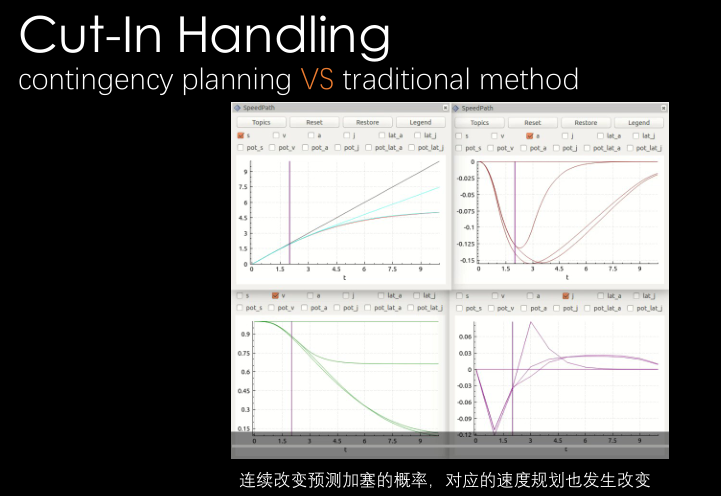 Cut-In Handling
contingency planning VS traditional method
SpeedPath
Topics Reset Restore Legend
s v a j lat_a lat_j
pot_s pot_v pot_a pot_j pot_lat_a pot_lat_j
9
7.5
6
4.5
3
1.5
0
0 1.5 3 4.5 6 7.5 9
t
SpeedPath
Topics Reset Restore Legend
s v a j lat_a lat_j
pot_s pot_v pot_a pot_j pot_lat_a pot_lat_j
0
-0.025
-0.05
-0.075
-0.1
-0.125
-0.15
0 1.5 3 4.5 6 7.5 9
t
s v a j lat_a lat_j
pot_s pot_v pot_a pot_j pot_lat_a pot_lat_j
0.9
0.75
0.6
0.45
0.3
0.15
0 1.5 3 4.5 6 7.5 9
t
s v a j lat_a lat_j
pot_s pot_v pot_a pot_j pot_lat_a pot_lat_j
0.06
0.03
0
-0.03
-0.06
-0.09
-0.12
0 1.5 3 4.5 6 7.5 9
t
连续改变预测加塞的概率，对应的速度规划也发生改变